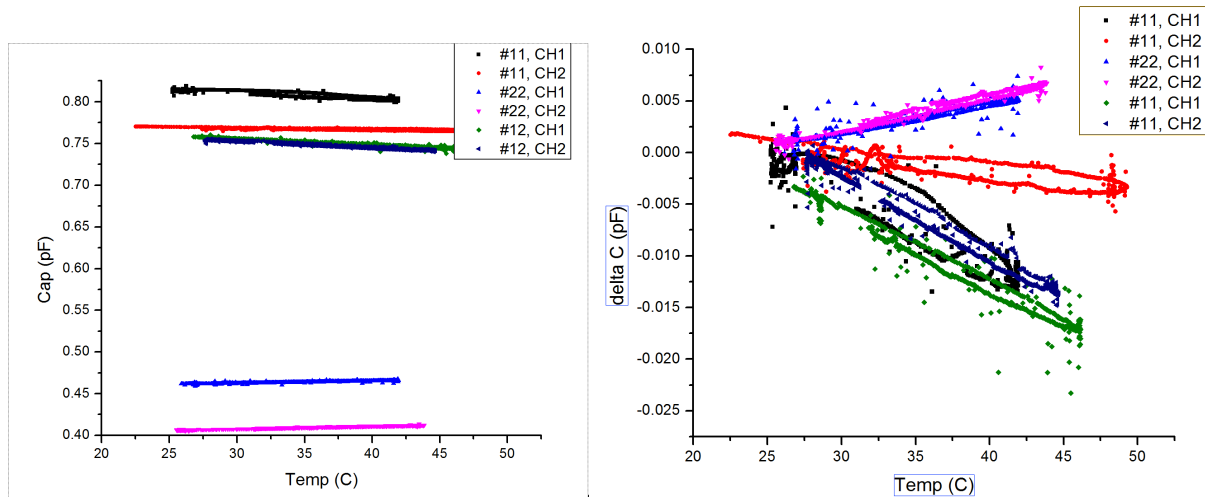 #11, CH1
#11, CH2
#22, CH1
#22, CH2
#12, CH1
#12, CH2
0.80
0.75
0.70
0.65
0.60
0.55
0.50
0.45
0.40
Cap (pF)
20 25 30 35 40 45 50
Temp (C)
#11, CH1
#11, CH2
#22, CH1
#22, CH2
#11, CH1
#11, CH2
0.010
0.005
0.000
-0.005
-0.010
-0.015
-0.020
-0.025
delta C (pF)
20 25 30 35 40 45 50
Temp (C)